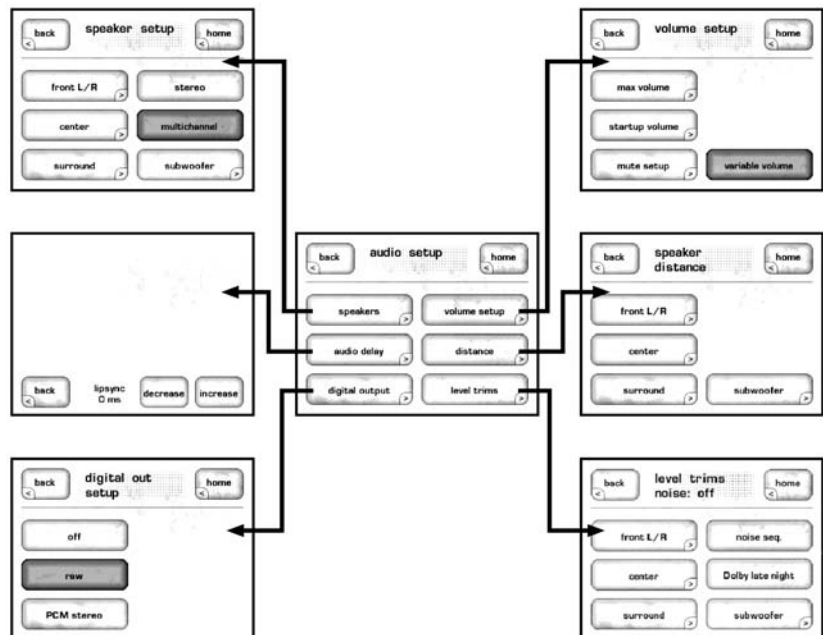 back
speaker setup
home
front L/R
stereo
center
multichannel
surround
subwoofer
back
volume setup
home
max volume
startup volume
mute setup
variable volume
back
lipsync
0 ms
decrease
increase
back
audio setup
home
speakers
volume setup
audio delay
distance
digital output
level trims
back
speaker
distance
home
front L/R
center
surround
subwoofer
back
digital out
setup
home
off
raw
PCM stereo
back
level trims
noise: off
home
front L/R
noise seq.
center
Dolby late night
surround
subwoofer